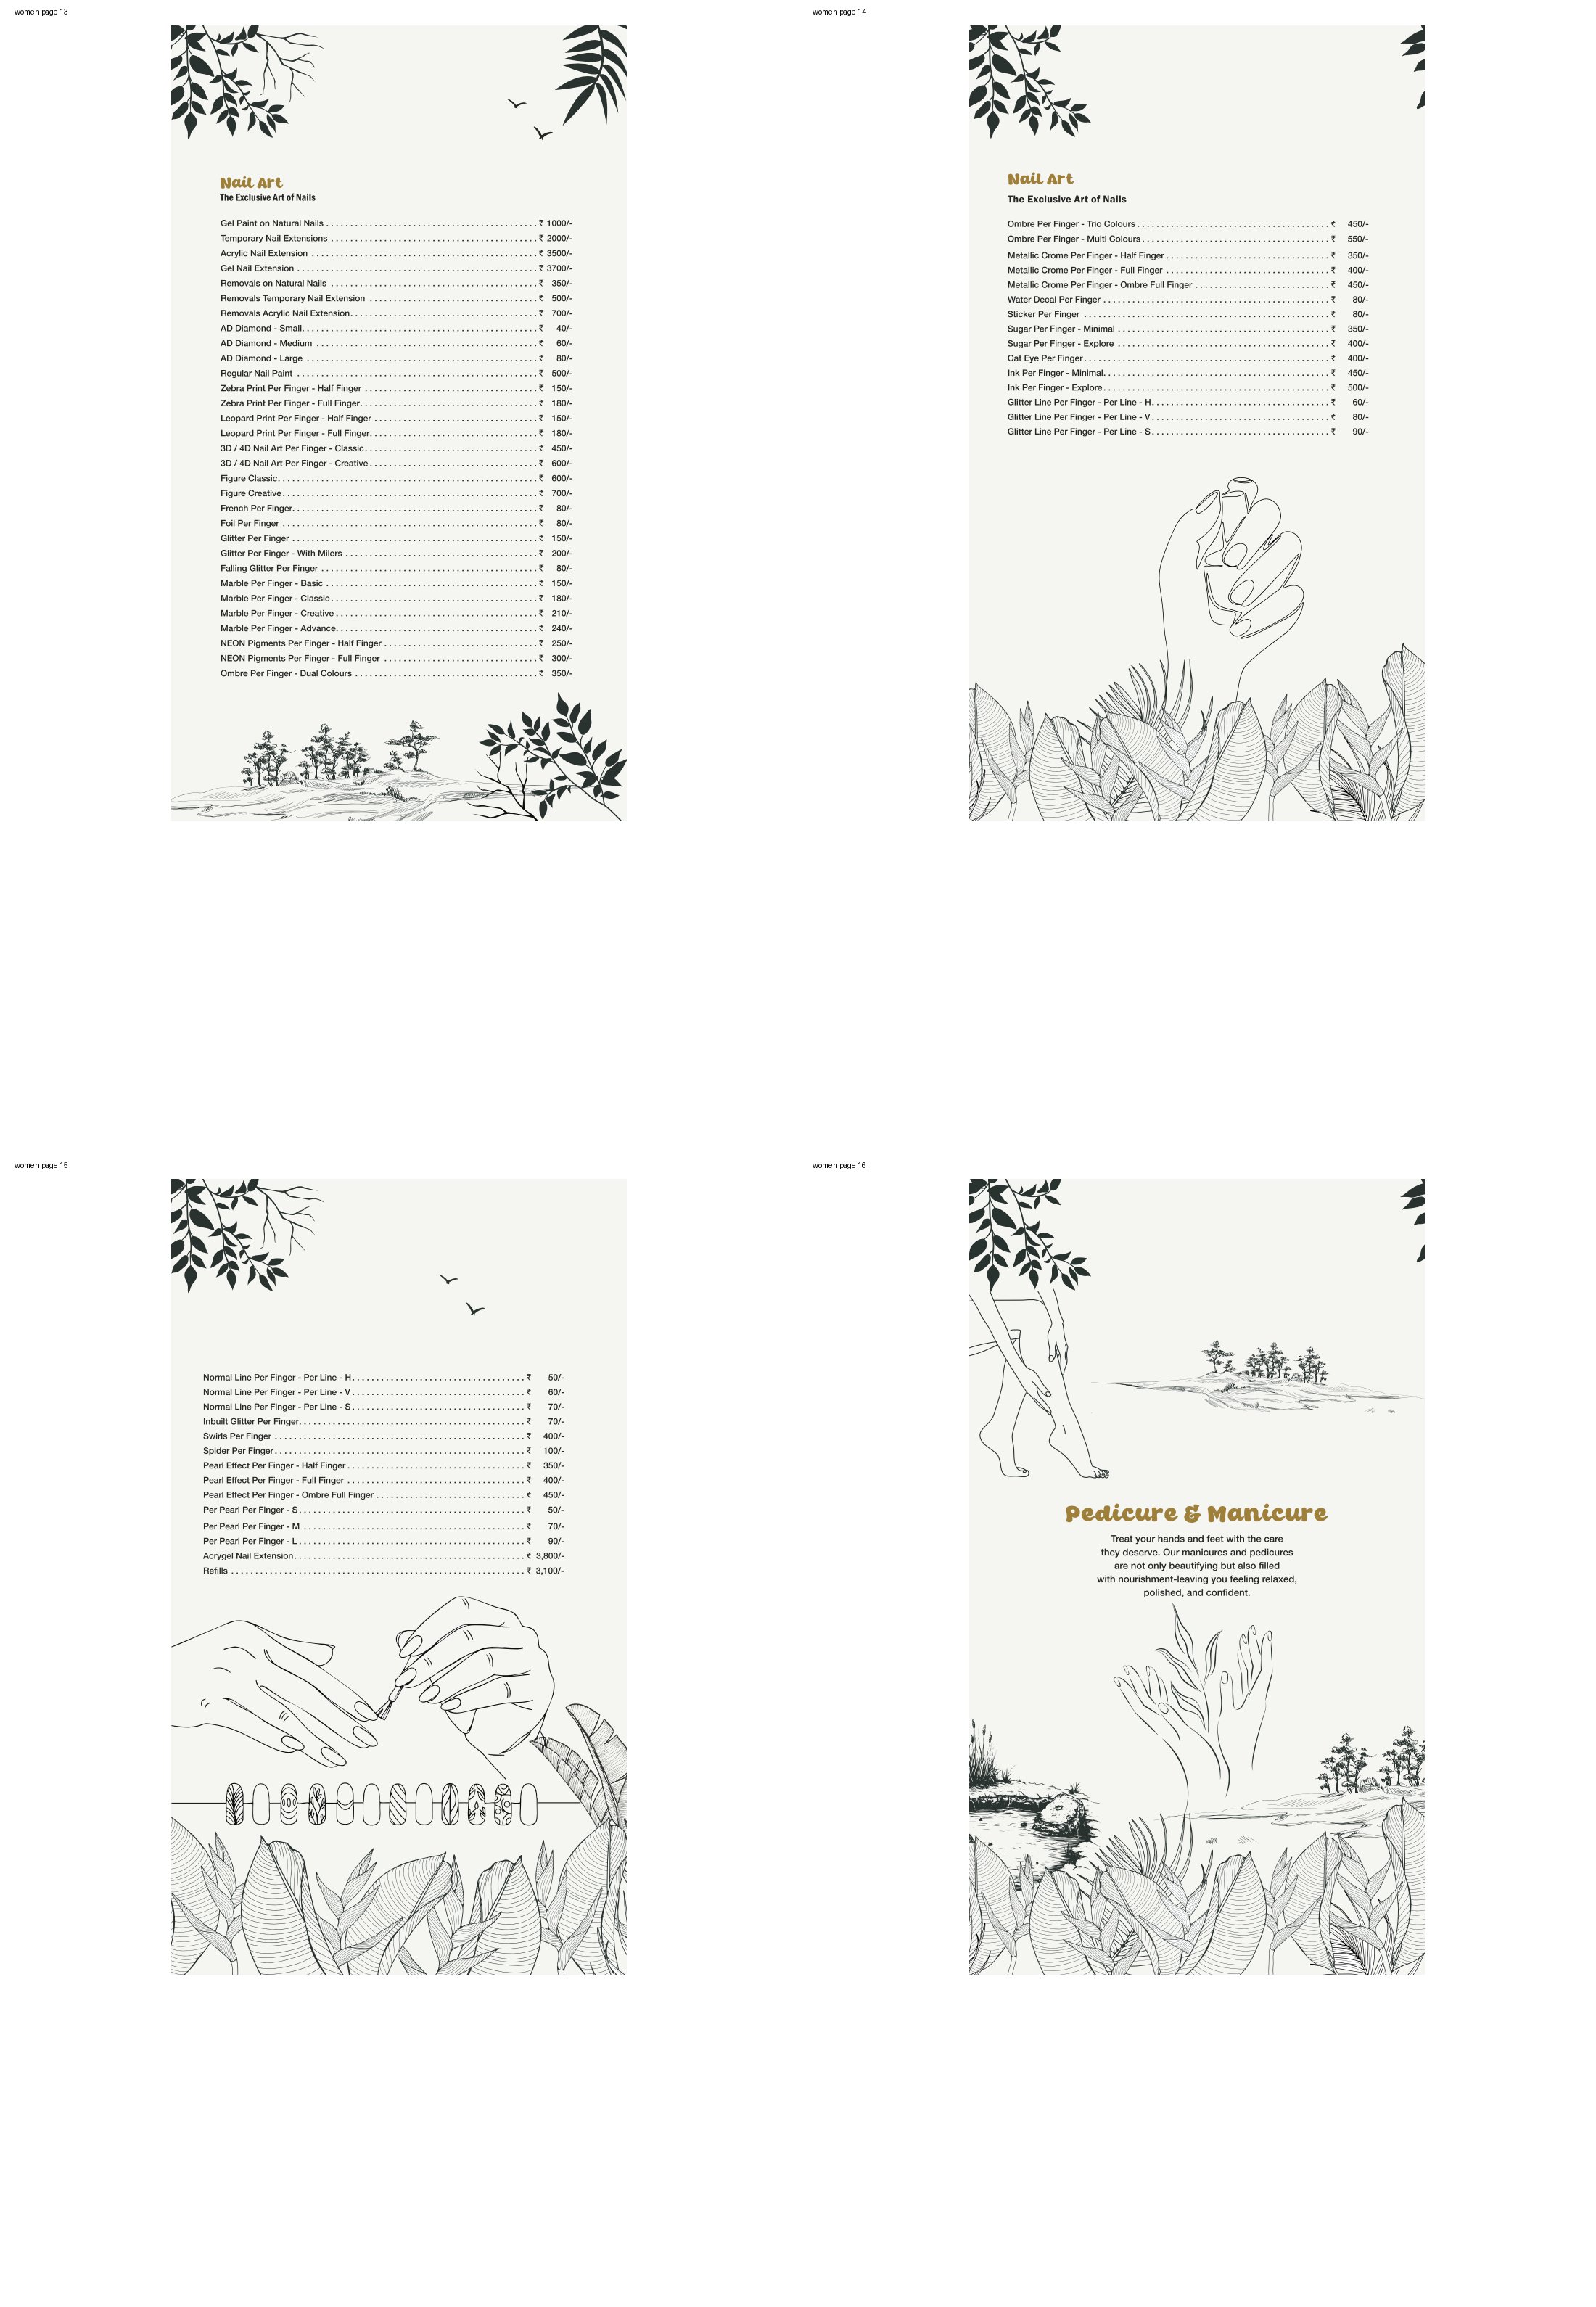 women page 13
Nail Art
The Exclusive Art of Nails
Gel Paint on Natural Nails ₹ 1000/-
Temporary Nail Extensions ₹ 2000/-
Acrylic Nail Extension ₹ 3500/-
Gel Nail Extension ₹ 3700/-
Removals on Natural Nails ₹ 350/-
Removals Temporary Nail Extension ₹ 500/-
Removals Acrylic Nail Extension ₹ 700/-
AD Diamond - Small ₹ 40/-
AD Diamond - Medium ₹ 60/-
AD Diamond - Large ₹ 80/-
Regular Nail Paint ₹ 500/-
Zebra Print Per Finger - Half Finger ₹ 150/-
Zebra Print Per Finger - Full Finger ₹ 180/-
Leopard Print Per Finger - Half Finger ₹ 150/-
Leopard Print Per Finger - Full Finger ₹ 180/-
3D / 4D Nail Art Per Finger - Classic ₹ 450/-
3D / 4D Nail Art Per Finger - Creative ₹ 600/-
Figure Classic ₹ 600/-
Figure Creative ₹ 700/-
French Per Finger ₹ 80/-
Foil Per Finger ₹ 80/-
Glitter Per Finger ₹ 150/-
Glitter Per Finger - With Milers ₹ 200/-
Falling Glitter Per Finger ₹ 80/-
Marble Per Finger - Basic ₹ 150/-
Marble Per Finger - Classic ₹ 180/-
Marble Per Finger - Creative ₹ 210/-
Marble Per Finger - Advance ₹ 240/-
NEON Pigments Per Finger - Half Finger ₹ 250/-
NEON Pigments Per Finger - Full Finger ₹ 300/-
Ombre Per Finger - Dual Colours ₹ 350/-
women page 14
Nail Art
The Exclusive Art of Nails
Ombre Per Finger - Trio Colours ₹ 450/-
Ombre Per Finger - Multi Colours ₹ 550/-
Metallic Crome Per Finger - Half Finger ₹ 350/-
Metallic Crome Per Finger - Full Finger ₹ 400/-
Metallic Crome Per Finger - Ombre Full Finger ₹ 450/-
Water Decal Per Finger ₹ 80/-
Sticker Per Finger ₹ 80/-
Sugar Per Finger - Minimal ₹ 350/-
Sugar Per Finger - Explore ₹ 400/-
Cat Eye Per Finger ₹ 400/-
Ink Per Finger - Minimal ₹ 450/-
Ink Per Finger - Explore ₹ 500/-
Glitter Line Per Finger - Per Line - H ₹ 60/-
Glitter Line Per Finger - Per Line - V ₹ 80/-
Glitter Line Per Finger - Per Line - S ₹ 90/-
women page 15
Normal Line Per Finger - Per Line - H ₹ 50/-
Normal Line Per Finger - Per Line - V ₹ 60/-
Normal Line Per Finger - Per Line - S ₹ 70/-
Inbuilt Glitter Per Finger ₹ 70/-
Swirls Per Finger ₹ 400/-
Spider Per Finger ₹ 100/-
Pearl Effect Per Finger - Half Finger ₹ 350/-
Pearl Effect Per Finger - Full Finger ₹ 400/-
Pearl Effect Per Finger - Ombre Full Finger ₹ 450/-
Per Pearl Per Finger - S ₹ 50/-
Per Pearl Per Finger - M ₹ 70/-
Per Pearl Per Finger - L ₹ 90/-
Acrygel Nail Extension ₹ 3,800/-
Refills ₹ 3,100/-
women page 16
Pedicure & Manicure
Treat your hands and feet with the care
they deserve. Our manicures and pedicures
are not only beautifying but also filled
with nourishment-leaving you feeling relaxed,
polished, and confident.